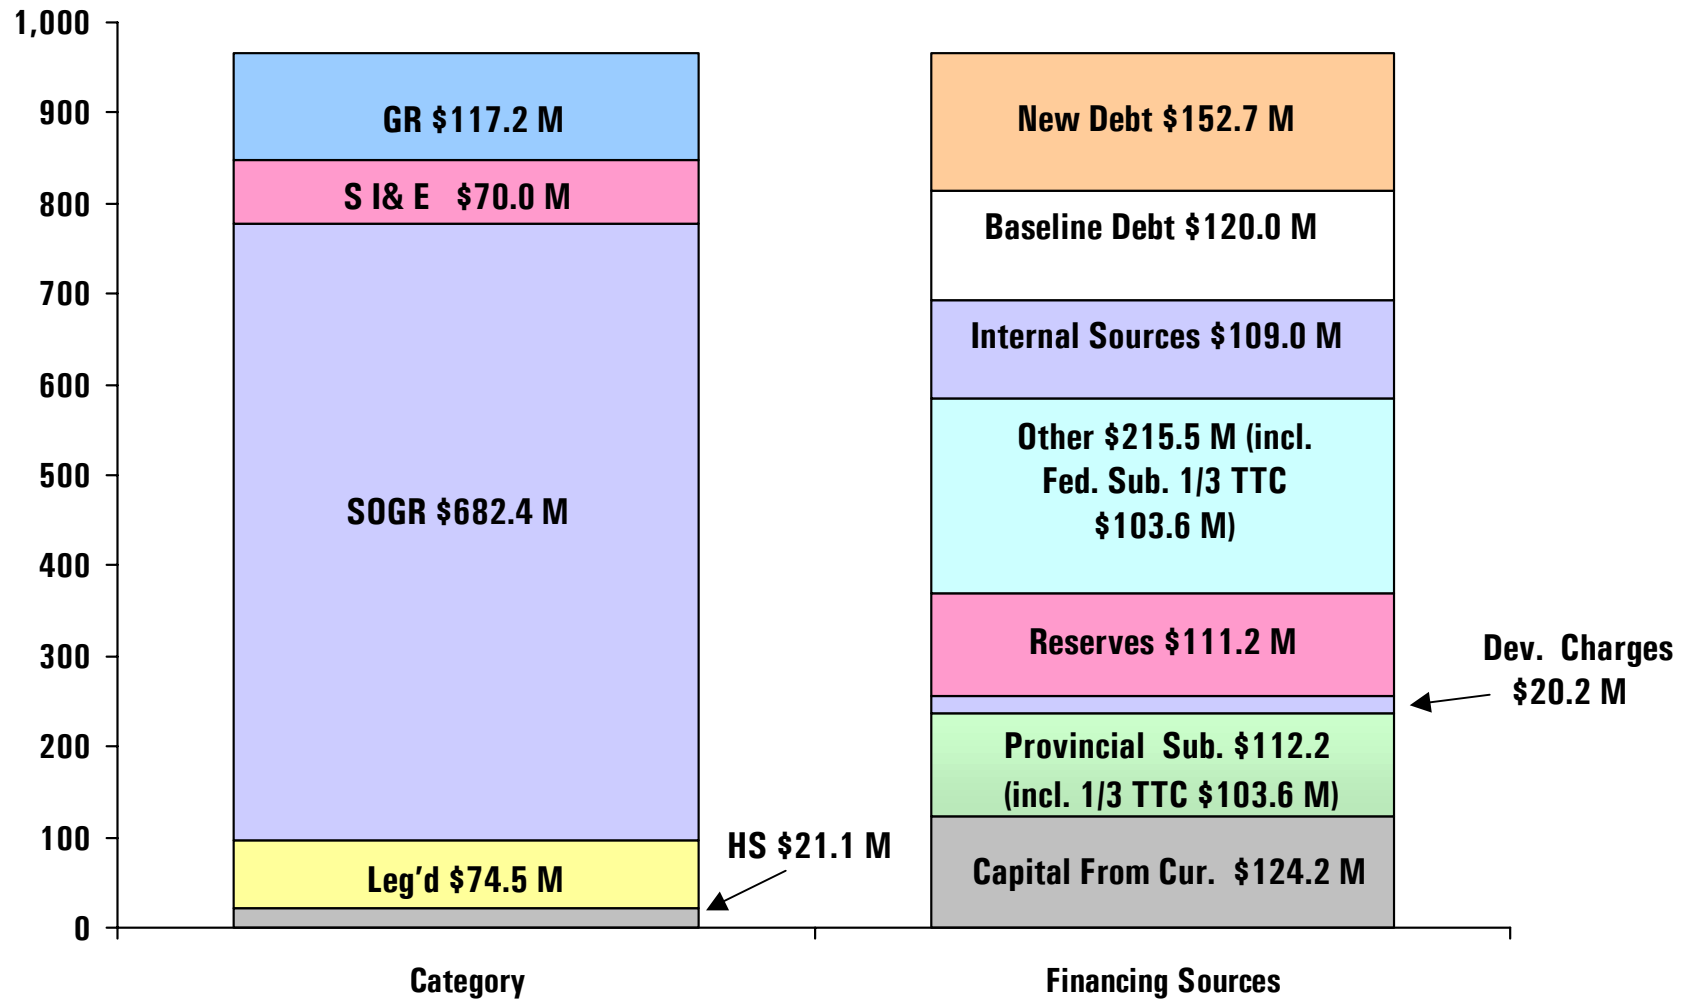 1,000
900
800
700
600
500
400
300
200
100
0
GR $117.2 M
S I& E $70.0 M
SOGR $682.4 M
Leg’d $74.5 M
HS $21.1 M
New Debt $152.7 M
Baseline Debt $120.0 M
Internal Sources $109.0 M
Other $215.5 M (incl.
Fed. Sub. 1/3 TTC
$103.6 M)
Reserves $111.2 M
Dev. Charges
$20.2 M
Provincial Sub. $112.2
(incl. 1/3 TTC $103.6 M)
Capital From Cur. $124.2 M
Category
Financing Sources